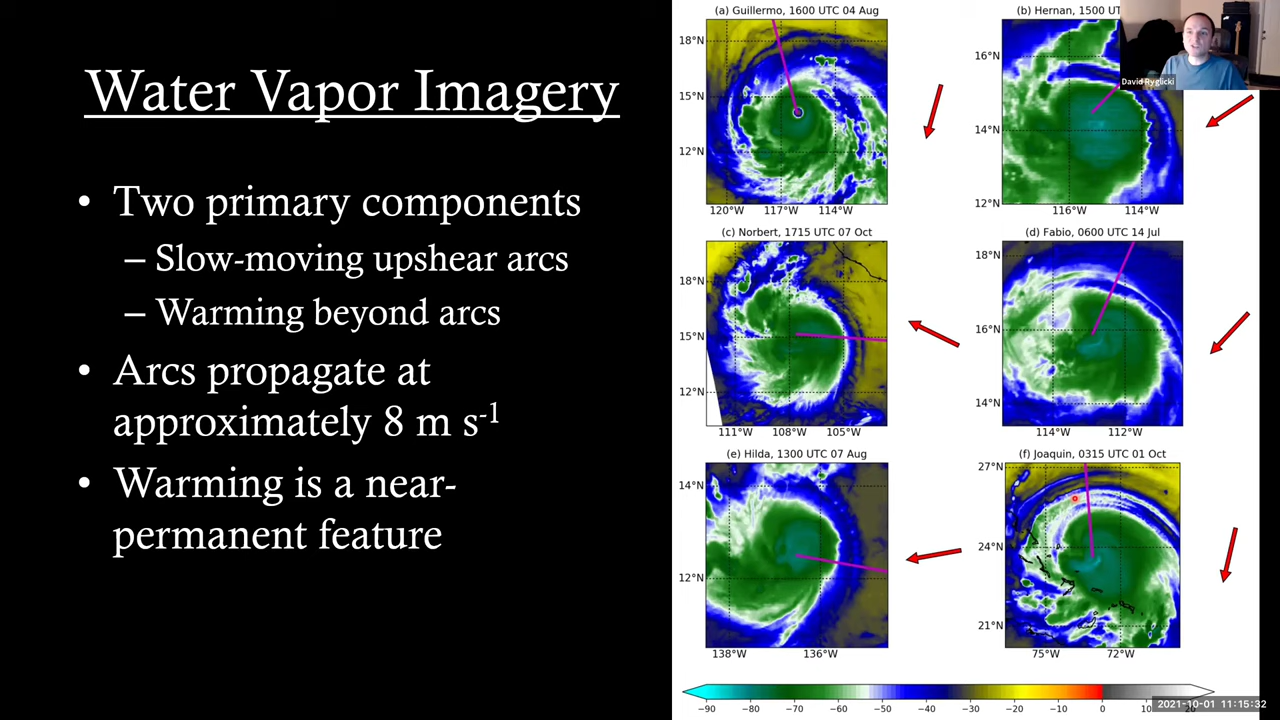 Water Vapor Imagery
• Two primary components
– Slow-moving upshear arcs
– Warming beyond arcs
• Arcs propagate at
approximately 8 m s-1
• Warming is a near-
permanent feature
(a) Guillermo, 1600 UTC 04 Aug
18°N
15°N
12°N
120°W 117°W 114°W
(b) Hernan, 1500 UT
16°N
14°N
12°N
116°W 114°W
David Ryglicki
(c) Norbert, 1715 UTC 07 Oct
18°N
15°N
12°N
111°W 108°W 105°W
(d) Fabio, 0600 UTC 14 Jul
18°N
16°N
14°N
114°W 112°W
(e) Hilda, 1300 UTC 07 Aug
14°N
12°N
138°W 136°W
(f) Joaquin, 0315 UTC 01 Oct
27°N
24°N
21°N
75°W 72°W
−90 −80 −70 −60 −50 −40 −30 −20 −10 0 10
2021-10-01 11:15:32